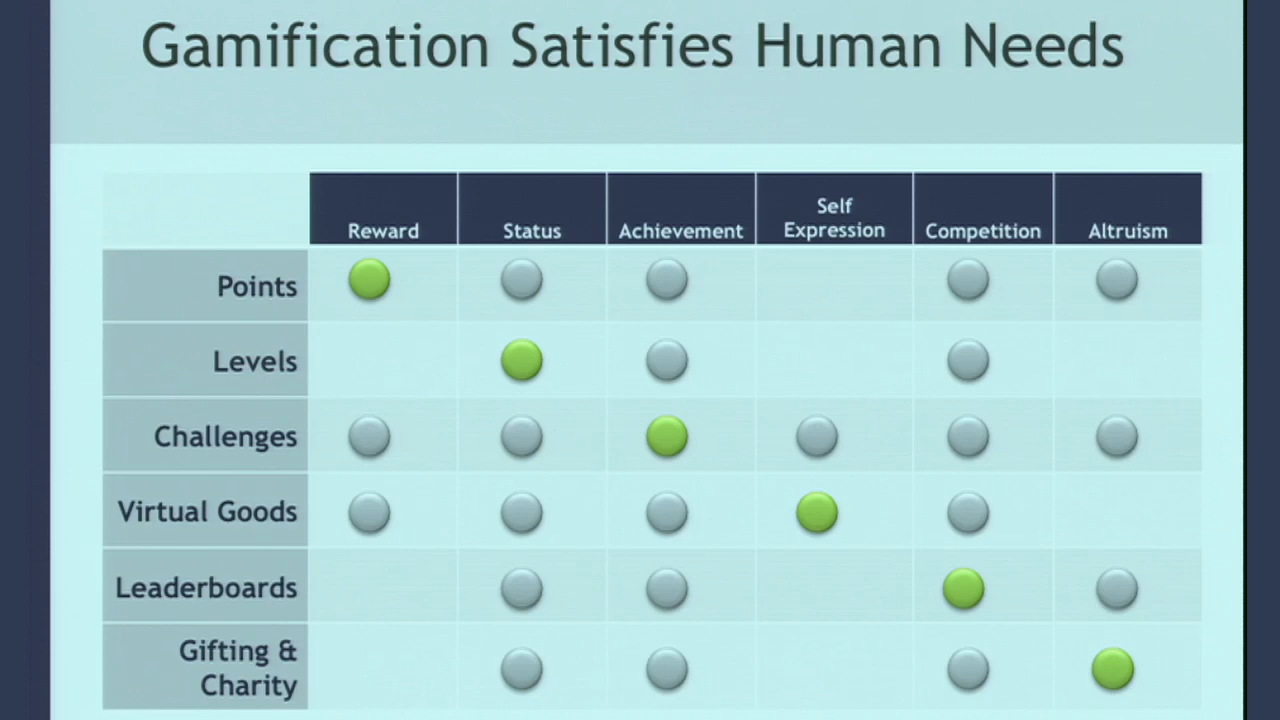 Gamification Satisfies Human Needs
Reward
Status
Achievement
Self
Expression
Competition
Altruism
Points
Levels
Challenges
Virtual Goods
Leaderboards
Gifting &
Charity